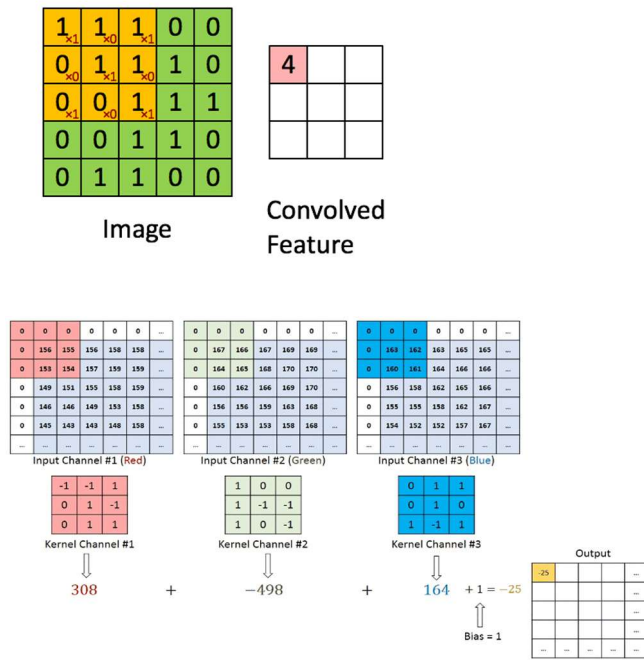 1×1 1×0 1×1 0 0
0×0 1×1 1×0 1 0
0×1 0×0 1×1 1 1
0 0 1 1 0
0 1 1 0 0
4
Image
Convolved
Feature
0 0 0 0 0 0 ...
0 156 155 156 158 158 ...
0 153 154 157 159 159 ...
0 149 151 155 158 159 ...
0 146 146 149 153 158 ...
0 145 143 143 148 158 ...
... ... ... ... ... ... ...
Input Channel #1 (Red)
0 0 0 0 0 0 ...
0 167 166 167 169 169 ...
0 164 165 168 170 170 ...
0 160 162 166 169 170 ...
0 156 156 159 163 168 ...
0 155 153 153 158 168 ...
... ... ... ... ... ... ...
Input Channel #2 (Green)
0 0 0 0 0 0 ...
0 163 162 163 165 165 ...
0 160 161 164 166 166 ...
0 156 158 162 165 166 ...
0 155 155 158 162 167 ...
0 154 152 152 157 167 ...
... ... ... ... ... ... ...
Input Channel #3 (Blue)
-1 -1 1
0 1 -1
0 1 1
Kernel Channel #1
1 0 0
1 -1 -1
1 0 -1
Kernel Channel #2
0 1 1
0 1 0
1 -1 1
Kernel Channel #3
308 + −498 + 164 + 1 = −25
Bias = 1
Output
-25 ...
...
...
...
... ... ... ... ...